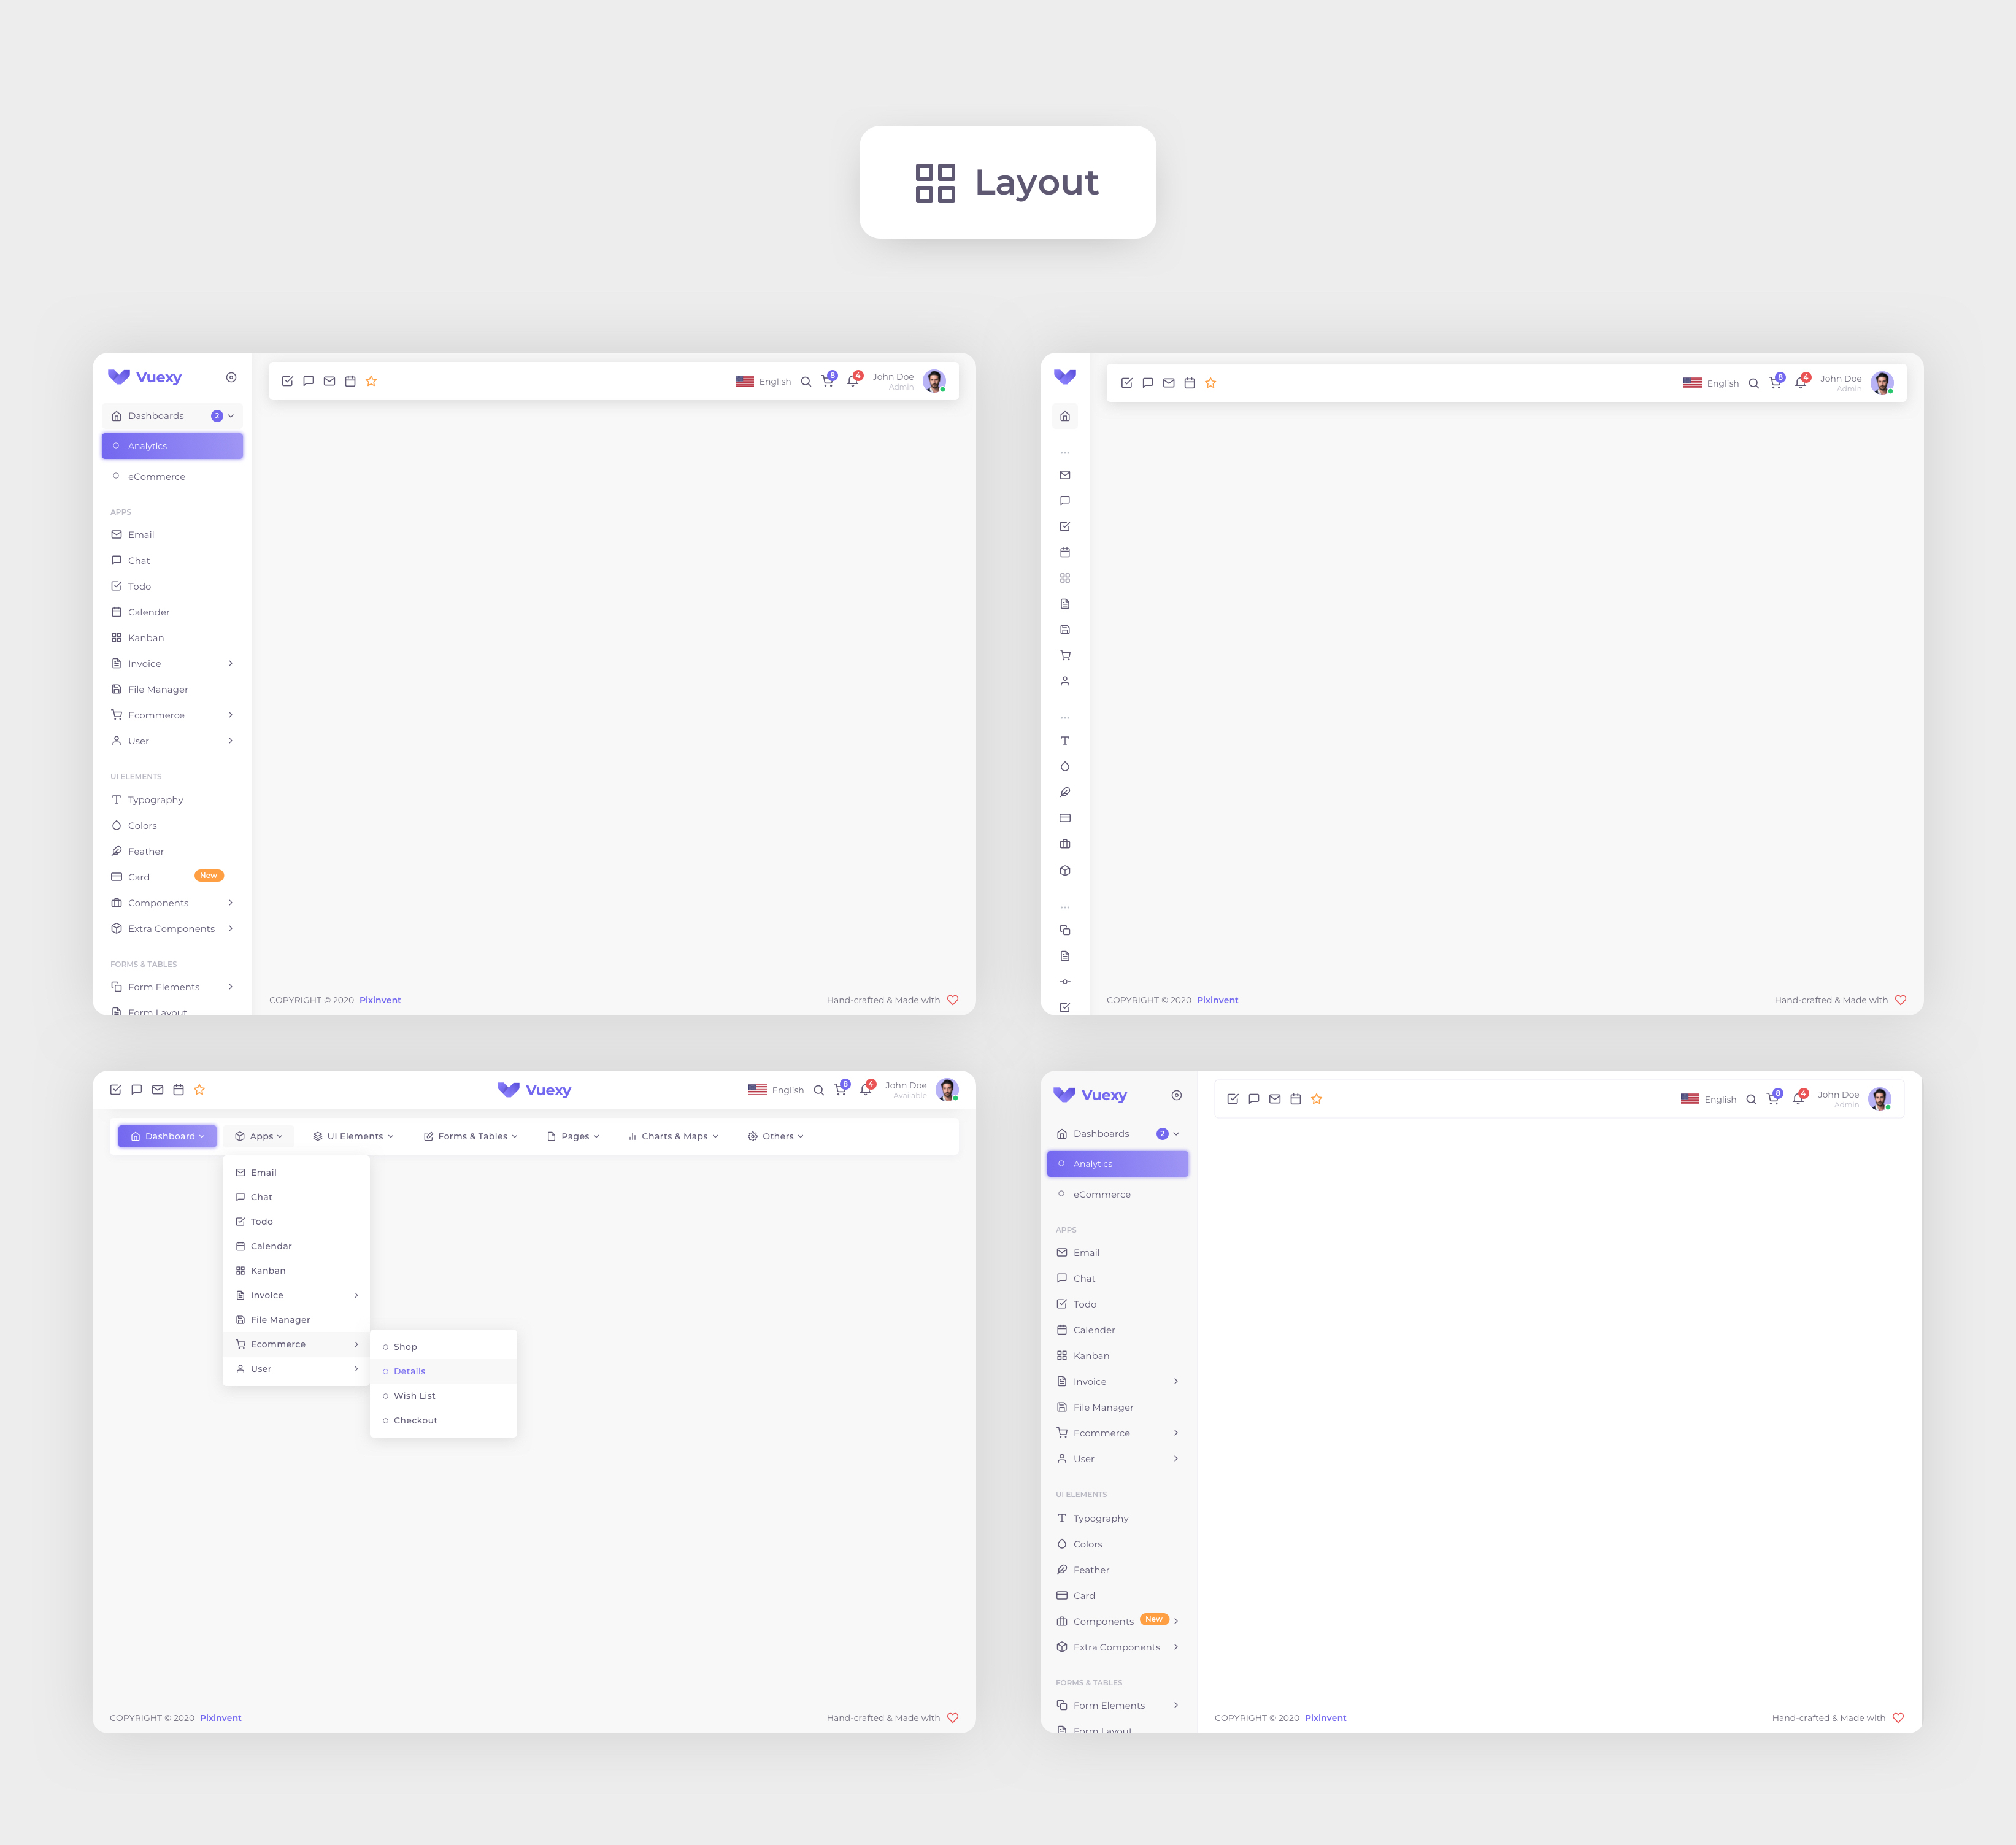 Layout
Vuexy
Dashboards 2
Analytics
eCommerce
APPS
Email
Chat
Todo
Calender
Kanban
Invoice
File Manager
Ecommerce
User
UI ELEMENTS
Typography
Colors
Feather
Card New
Components
Extra Components
FORMS & TABLES
Form Elements
Form Layout
English 8 4 John Doe
Admin
COPYRIGHT © 2020 Pixinvent Hand-crafted & Made with
English 8 4 John Doe
Admin
COPYRIGHT © 2020 Pixinvent Hand-crafted & Made with
Vuexy English 8 4 John Doe
Available
Dashboard Apps UI Elements Forms & Tables Pages Charts & Maps Others
Email
Chat
Todo
Calendar
Kanban
Invoice
File Manager
Ecommerce
User
Shop
Details
Wish List
Checkout
COPYRIGHT © 2020 Pixinvent Hand-crafted & Made with
Vuexy
Dashboards 2
Analytics
eCommerce
APPS
Email
Chat
Todo
Calender
Kanban
Invoice
File Manager
Ecommerce
User
UI ELEMENTS
Typography
Colors
Feather
Card
Components New
Extra Components
FORMS & TABLES
Form Elements
Form Layout
English 8 4 John Doe
Admin
COPYRIGHT © 2020 Pixinvent Hand-crafted & Made with